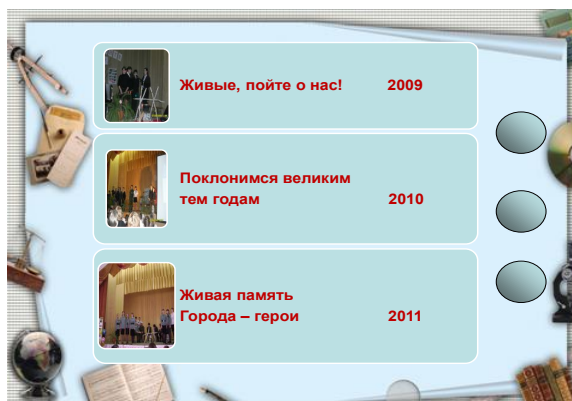 Живые, пойте о нас! 2009
Поклонимся великим
тем годам 2010
Живая память
Города – герои 2011